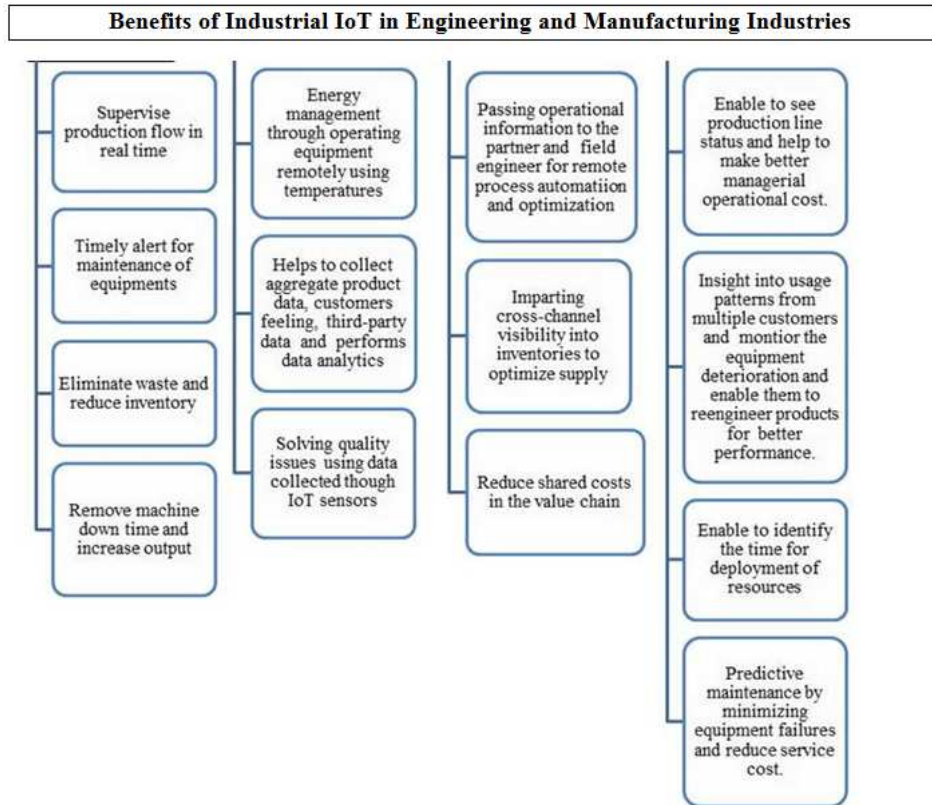 Benefits of Industrial IoT in Engineering and Manufacturing Industries
Supervise
production flow in
real time
Timely alert for
maintenance of
equipments
Eliminate waste and
reduce inventory
Remove machine
down time and
increase output
Energy
management
through operating
equipment
remotely using
temperatures
Helps to collect
aggregate product
data, customers
feeling, third-party
data and performs
data analytics
Solving quality
issues using data
collected though
IoT sensors
Passing operational
information to the
partner and field
engineer for remote
process automatiion
and optimization
Imparting
cross-channel
visibility into
inventories to
optimize supply
Reduce shared costs
in the value chain
Enable to see
production line
status and help to
make better
managerial
operational cost.
Insight into usage
patterns from
multiple customers
and montior the
equipment
deterioration and
enable them to
reengineer products
for better
performance.
Enable to identify
the time for
deployment of
resources
Predictive
maintenance by
minimizing
equipment failures
and reduce service
cost.